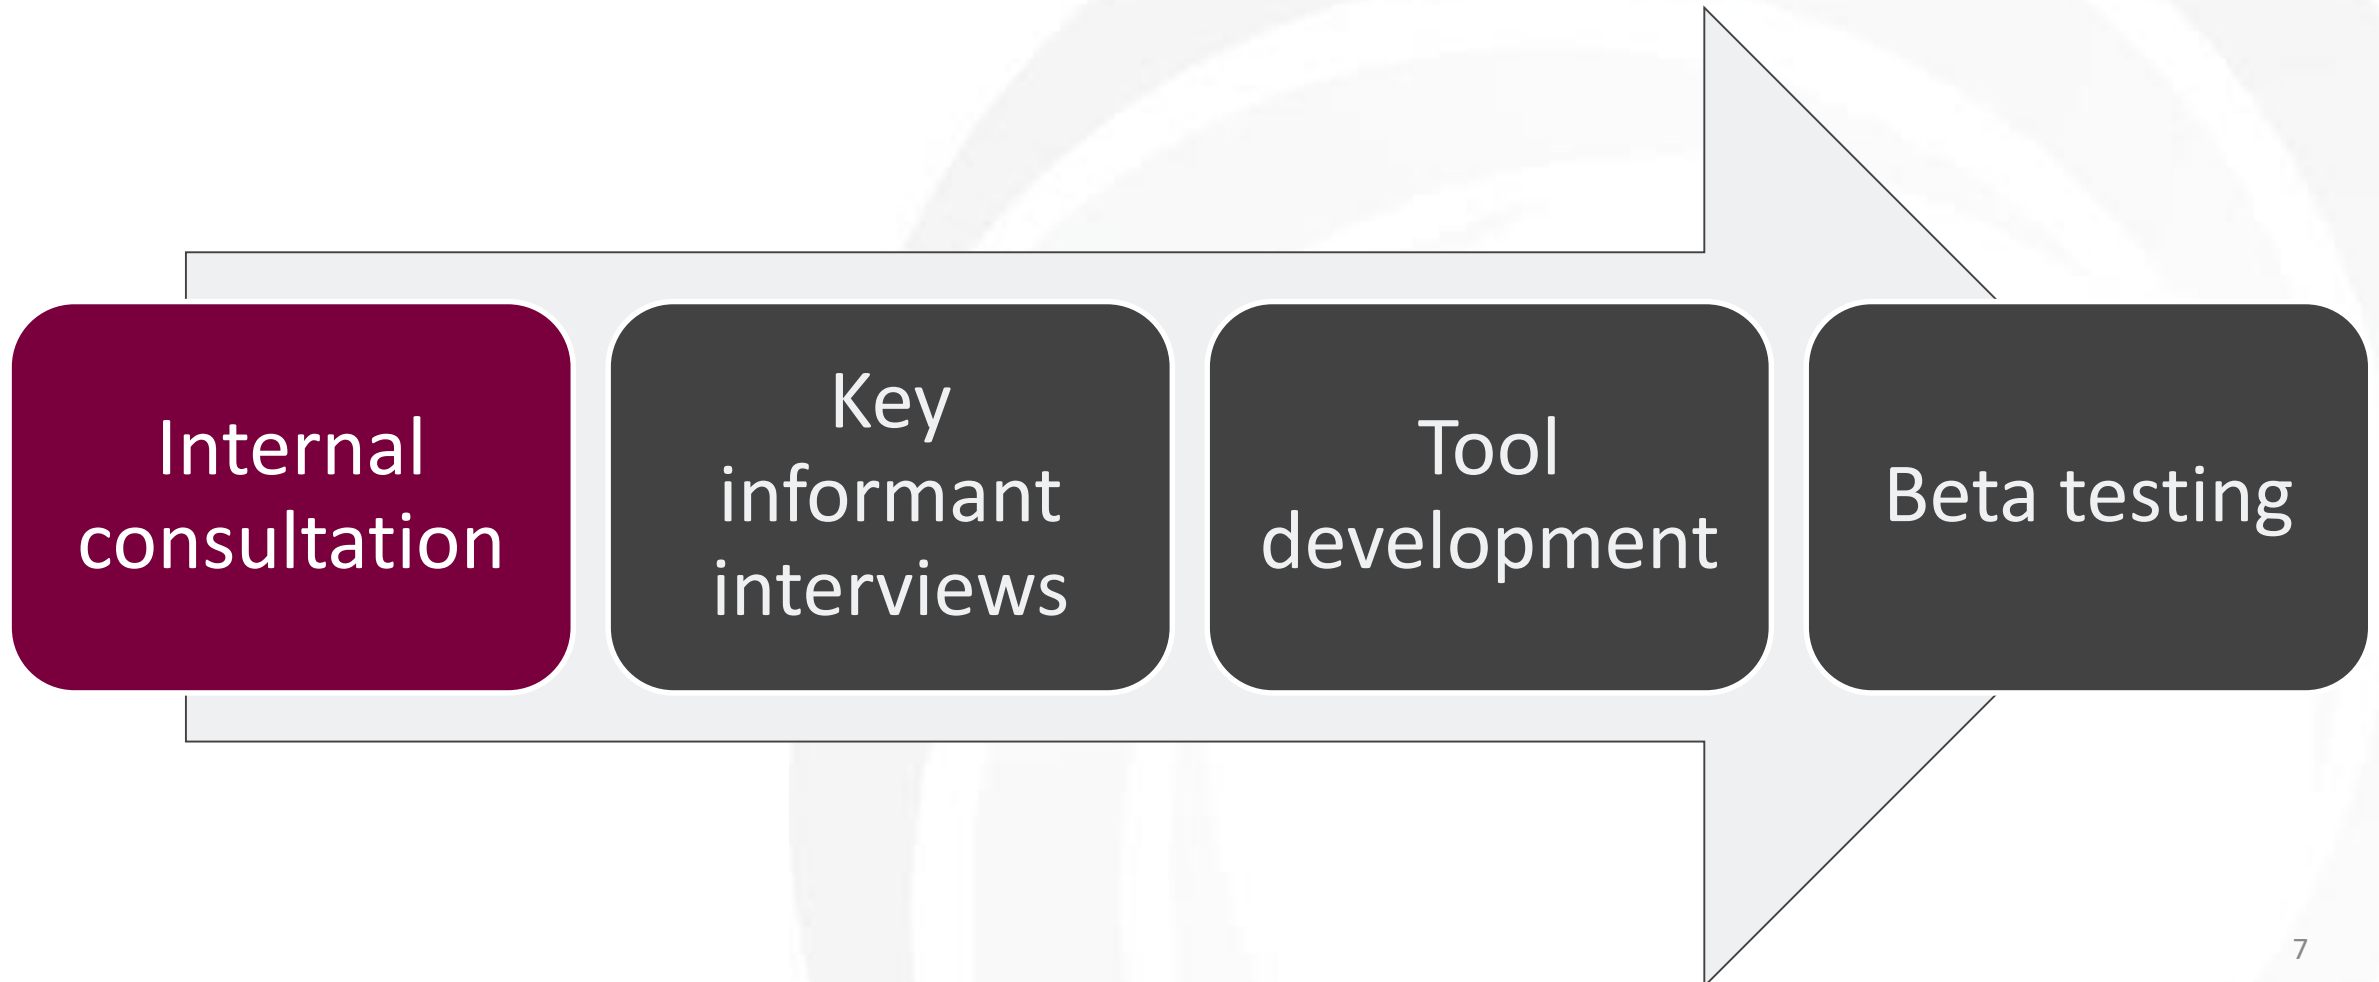 Internal
consultation
Key
informant
interviews
Tool
development
Beta testing
7